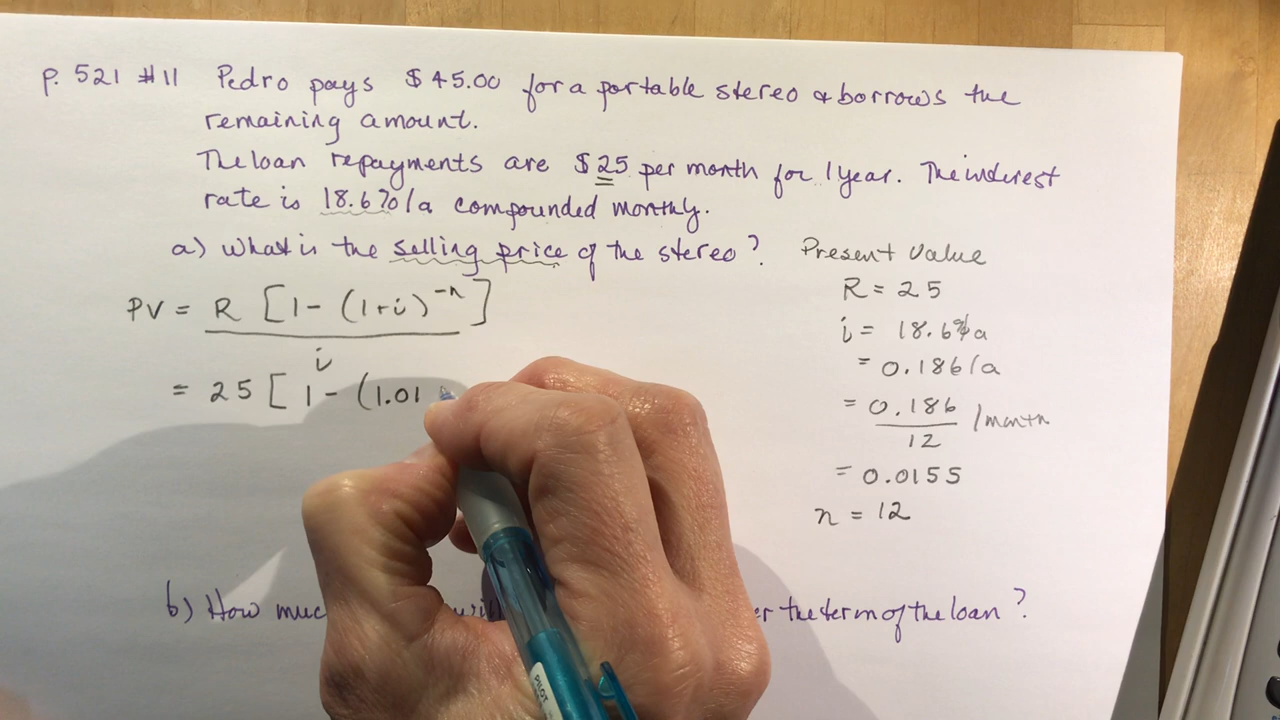 p. 521 #11 Pedro pays $45.00 for a portable stereo & borrows the
remaining amount.
The loan repayments are $25 per month for 1 year. The interest
rate is 18.6%/a compounded monthly.
a) What is the selling price of the stereo?
PV = R [1 - (1+i)^-n]
i
= 25 [ 1 - (1.01
Present Value
R = 25
i = 18.6%/a
= 0.186/a
= 0.186 /month
12
= 0.0155
n = 12
b) How the term of the loan?
PILOT